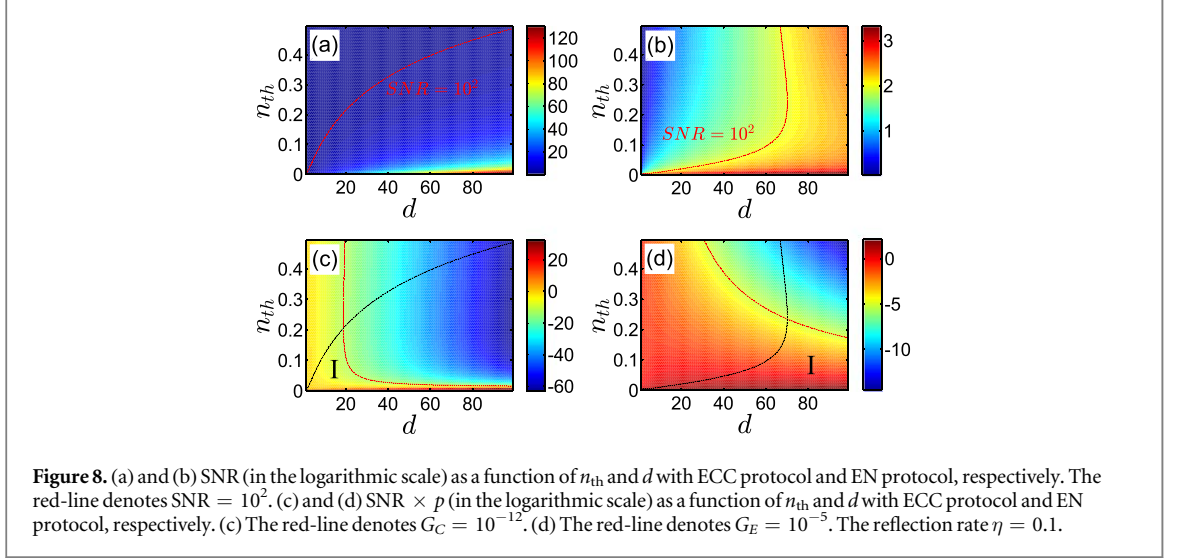 (a)
0.4
0.3
0.2
0.1
0
n_th
20 40 60 80
d
120
100
80
60
40
20
(b)
SNR = 10^2
0.4
0.3
0.2
0.1
0
n_th
20 40 60 80
d
3
2
1
(c)
I
0.4
0.3
0.2
0.1
0
n_th
20 40 60 80
d
20
0
-20
-40
-60
(d)
I
0.4
0.3
0.2
0.1
0
n_th
20 40 60 80
d
0
-5
-10
Figure 8. (a) and (b) SNR (in the logarithmic scale) as a function of n_th and d with ECC protocol and EN protocol, respectively. The
red-line denotes SNR = 10^2. (c) and (d) SNR × p (in the logarithmic scale) as a function of n_th and d with ECC protocol and EN
protocol, respectively. (c) The red-line denotes G_C = 10^−12. (d) The red-line denotes G_E = 10^−5. The reflection rate η = 0.1.